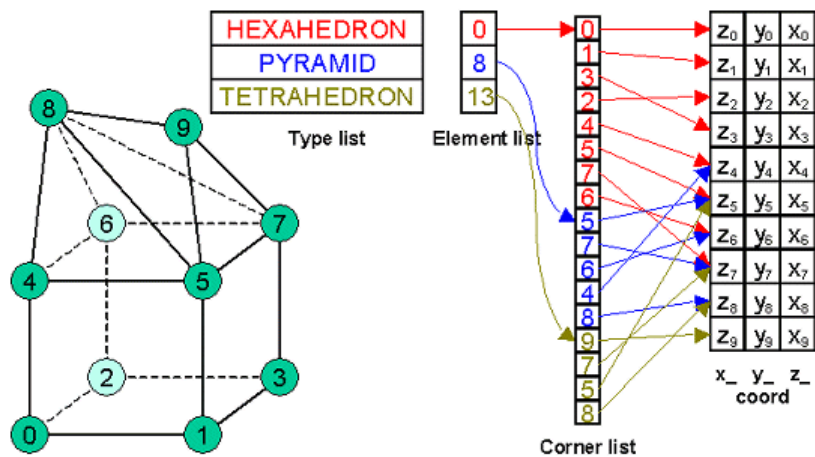 HEXAHEDRON
PYRAMID
TETRAHEDRON
Type list
0
8
13
Element list
0
1
3
2
4
5
7
6
5
7
6
4
8
9
7
5
8
Corner list
z0 y0 x0
z1 y1 x1
z2 y2 x2
z3 y3 x3
z4 y4 x4
z5 y5 x5
z6 y6 x6
z7 y7 x7
z8 y8 x8
z9 y9 x9
x_ y_ z_
coord
8
9
6
7
4
5
2
3
0
1